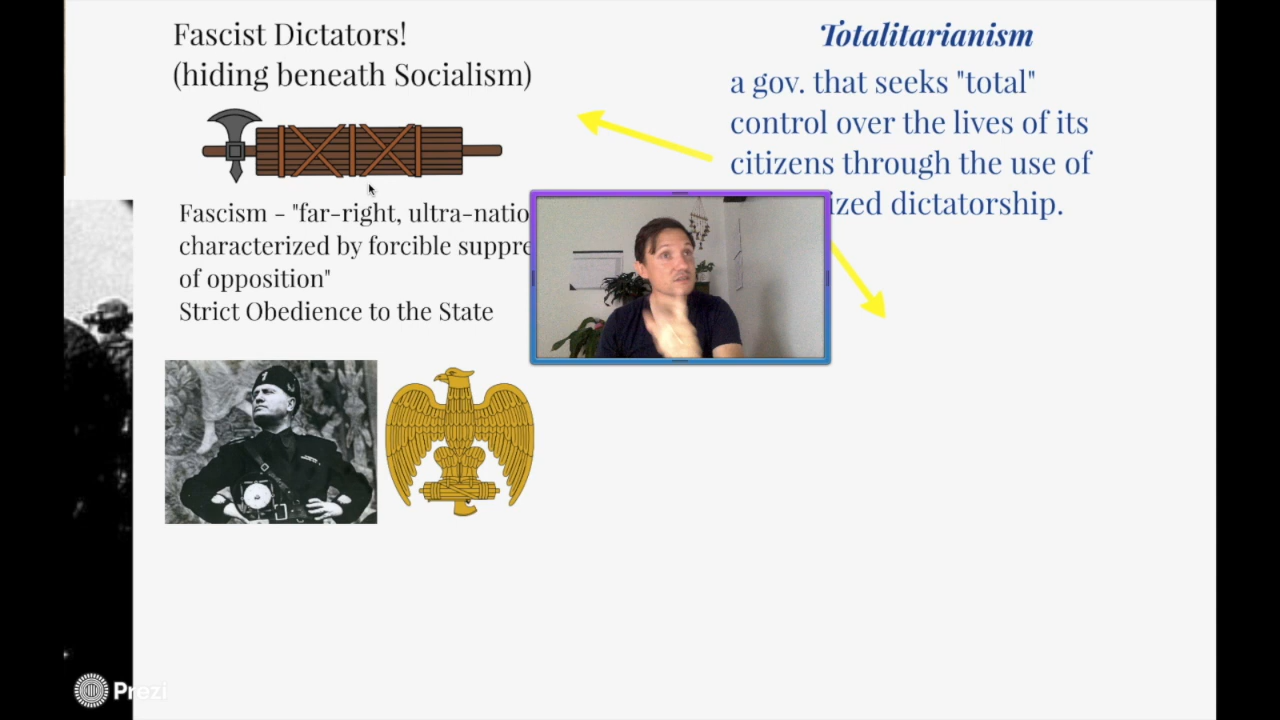 Fascist Dictators!
(hiding beneath Socialism)
Fascism - "far-right, ultra-natio
characterized by forcible suppre
of opposition"
Strict Obedience to the State
Totalitarianism
a gov. that seeks "total"
control over the lives of its
citizens through the use of
ized dictatorship.
Prezi